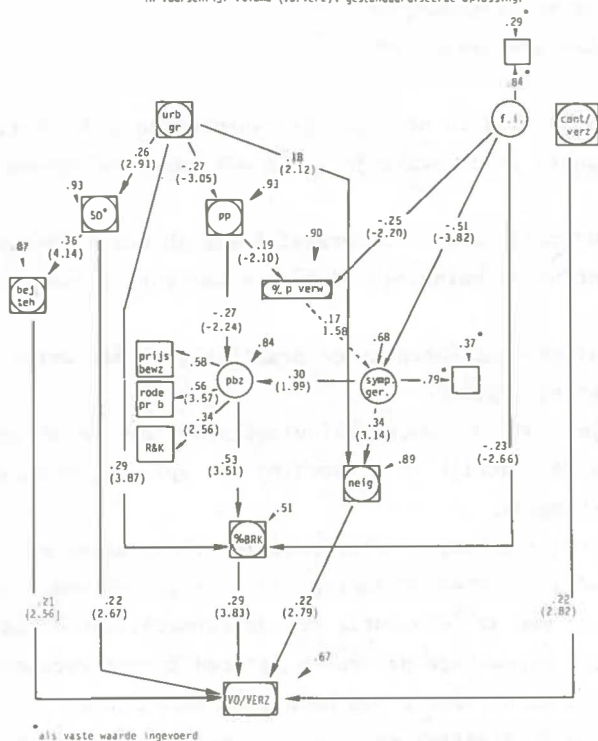 gestandaardiseerde oplossing.
.29*
.84*
urb gr
f.i.
cont/ verz
.26 (2.91)
-.27 (-3.05)
.18 (2.12)
.93
SO*
pp
.93
-.25 (-2.20)
-.51 (-3.82)
.87
.36* (4.14)
bej teh
-.19 (-2.10)
.90
% p verw
-.27 (-2.24)
.17 1.58
.68
.37*
prijs bewz
.58
.84
pbz
.30 (1.99)
symp. ger.
.79*
rode pr b
.56 (3.57)
R&K
.34 (2.56)
.34 (3.14)
-.23 (-2.66)
.29 (3.87)
.53 (3.51)
neig
.89
%BRK
.51
.21 (2.56)
.22 (2.67)
.29 (3.83)
.22 (2.79)
.22 (2.82)
.67
VO/VERZ
*als vaste waarde ingevoerd